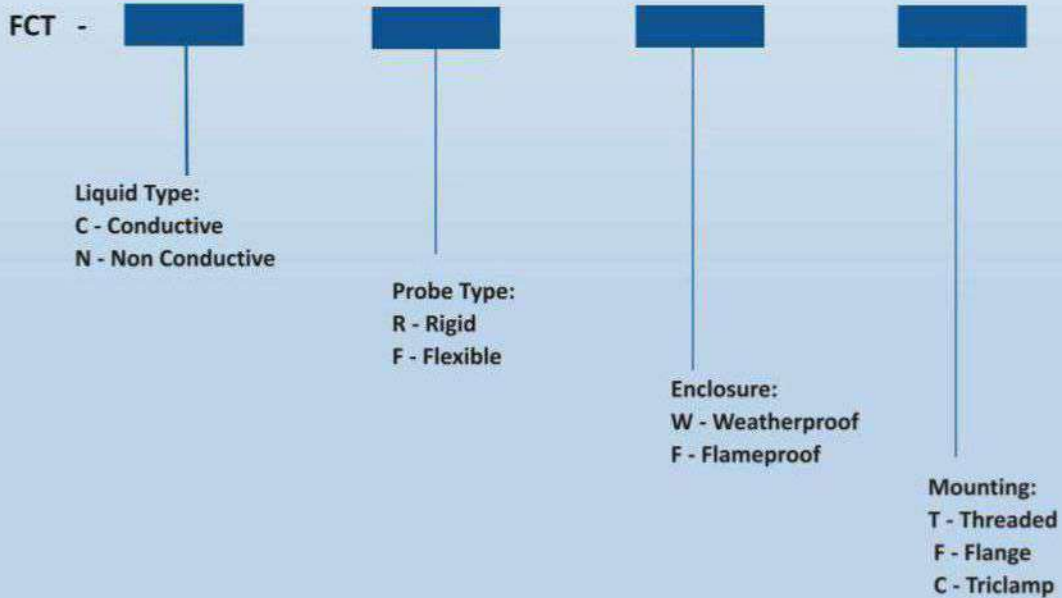 FCT -
Liquid Type:
C - Conductive
N - Non Conductive
Probe Type:
R - Rigid
F - Flexible
Enclosure:
W - Weatherproof
F - Flameproof
Mounting:
T - Threaded
F - Flange
C - Triclamp